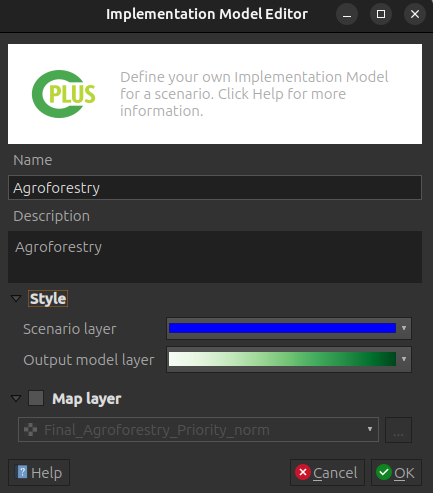 Implementation Model Editor
CPLUS
Define your own Implementation Model
for a scenario. Click Help for more
information.
Name
Agroforestry
Description
Agroforestry
Style
Scenario layer
Output model layer
Map layer
Final_Agroforestry_Priority_norm
...
Help
Cancel
OK